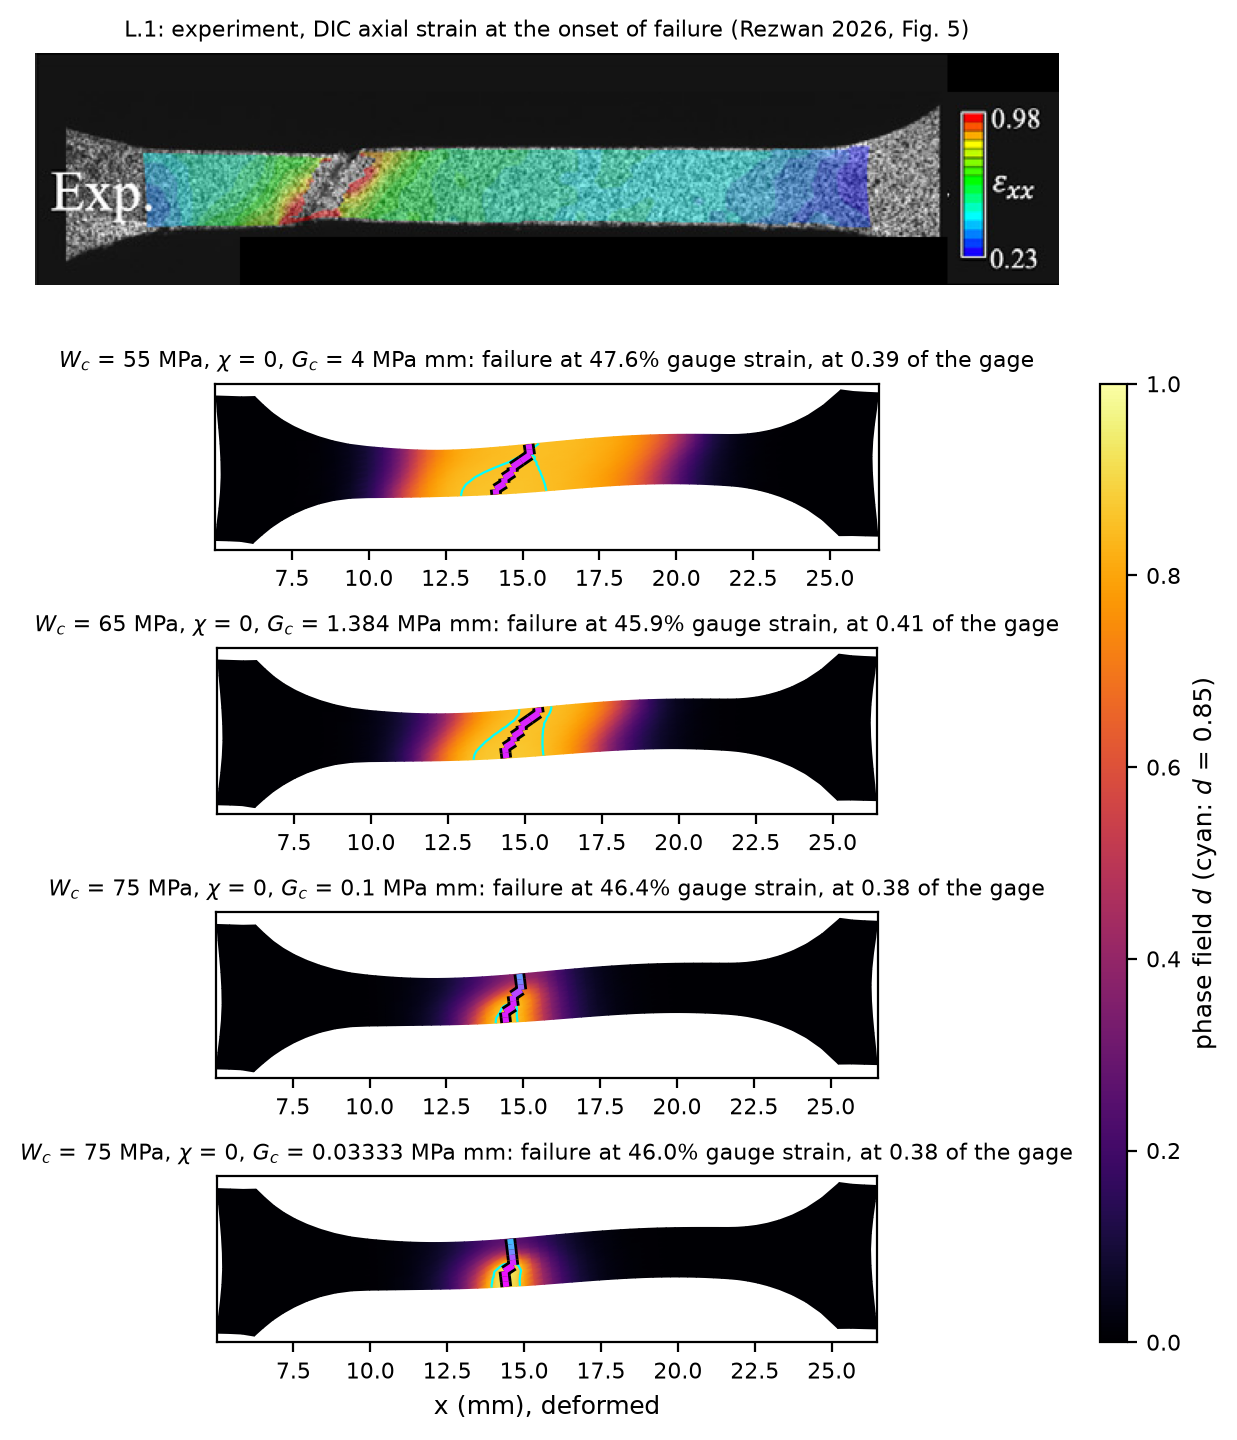 L.1: experiment, DIC axial strain at the onset of failure (Rezwan 2026, Fig. 5)
Exp.
0.98
εxx
0.23
Wc = 55 MPa, χ = 0, Gc = 4 MPa mm: failure at 47.6% gauge strain, at 0.39 of the gage
7.5 10.0 12.5 15.0 17.5 20.0 22.5 25.0
Wc = 65 MPa, χ = 0, Gc = 1.384 MPa mm: failure at 45.9% gauge strain, at 0.41 of the gage
7.5 10.0 12.5 15.0 17.5 20.0 22.5 25.0
Wc = 75 MPa, χ = 0, Gc = 0.1 MPa mm: failure at 46.4% gauge strain, at 0.38 of the gage
7.5 10.0 12.5 15.0 17.5 20.0 22.5 25.0
Wc = 75 MPa, χ = 0, Gc = 0.03333 MPa mm: failure at 46.0% gauge strain, at 0.38 of the gage
7.5 10.0 12.5 15.0 17.5 20.0 22.5 25.0
x (mm), deformed
1.0
0.8
0.6
0.4
0.2
0.0
phase field d (cyan: d = 0.85)